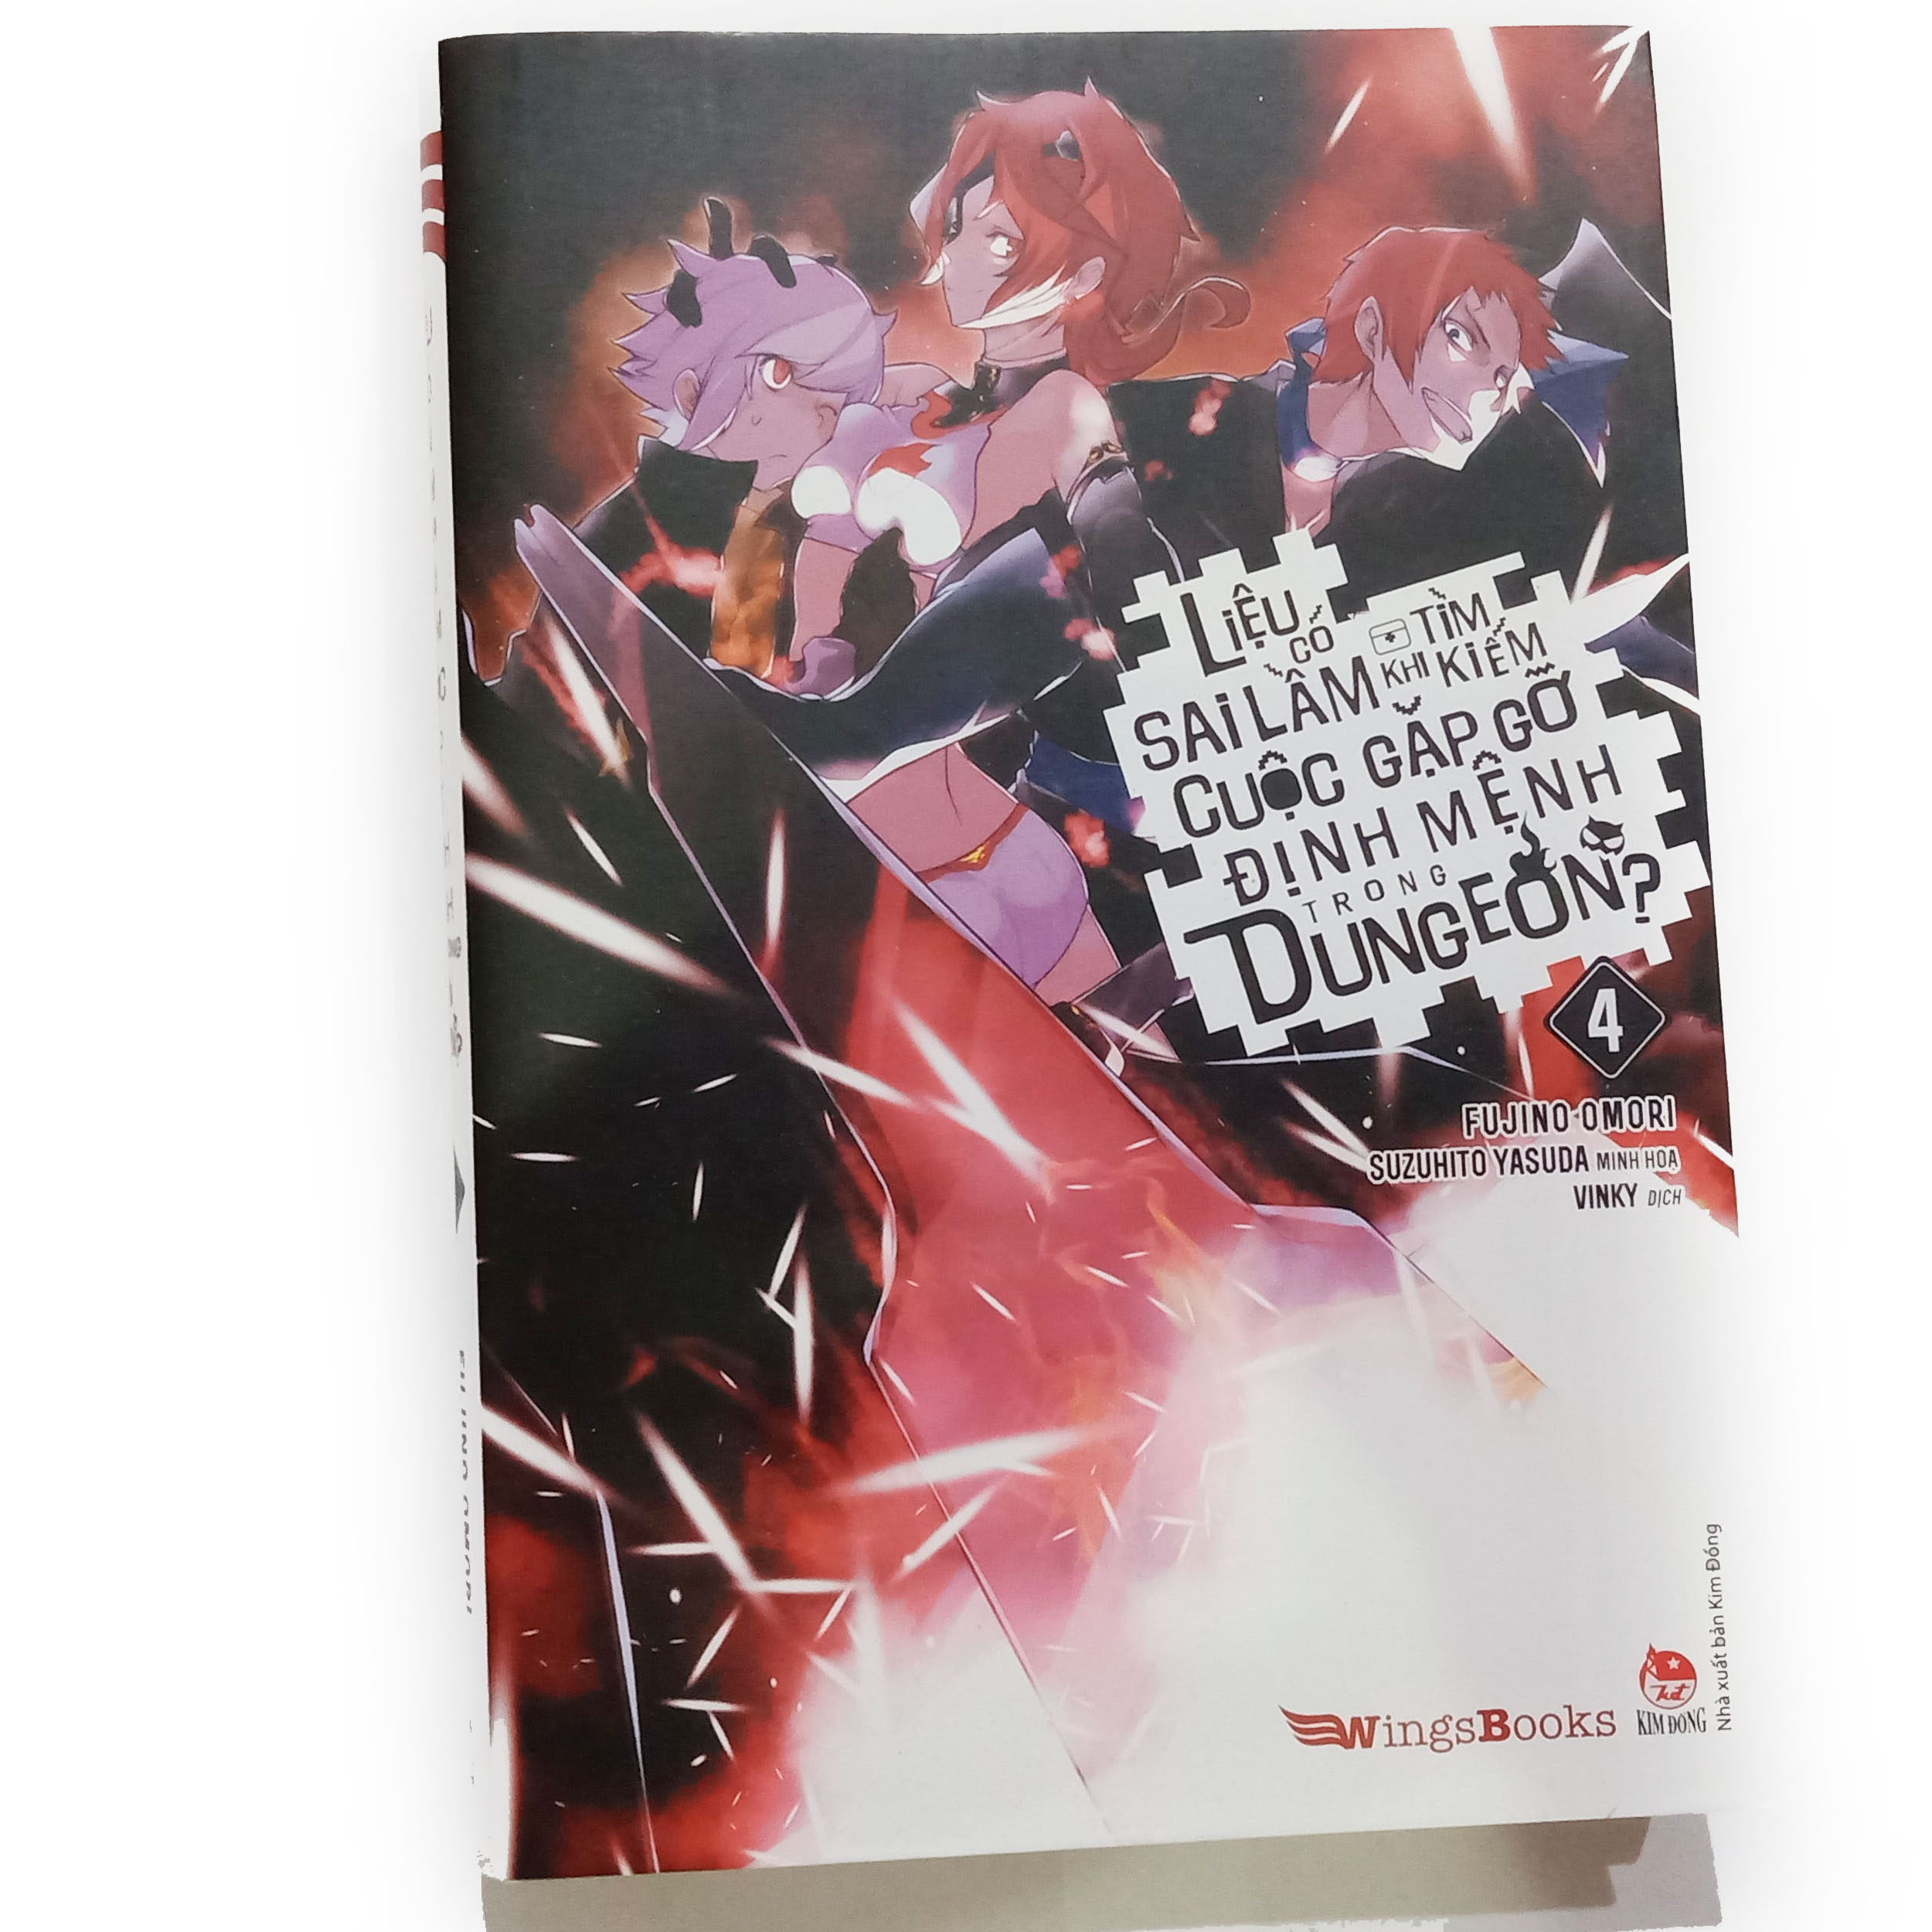 LIỆU CÓ
SAI LẦM KHI TÌM KIẾM
CUỘC GẶP GỠ
ĐỊNH MỆNH
TRONG
DUNGEON?
4
FUJINO OMORI
SUZUHITO YASUDA MINH HOẠ
VINKY DỊCH
WingsBooks
KIM ĐỒNG
Nhà xuất bản Kim Đồng